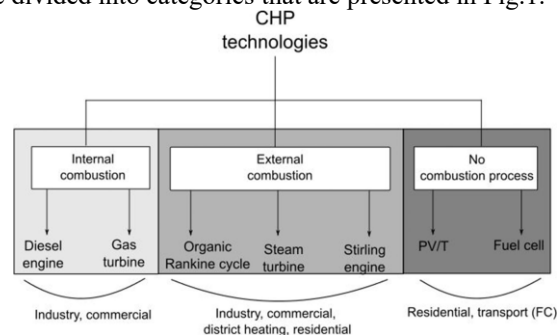 divided into categories that are presented in Fig.1.
CHP
technologies
Internal
combustion
External
combustion
No
combustion process
Diesel
engine
Gas
turbine
Organic
Rankine cycle
Steam
turbine
Stirling
engine
PV/T
Fuel cell
Industry, commercial
Industry, commercial,
district heating, residential
Residential, transport (FC)